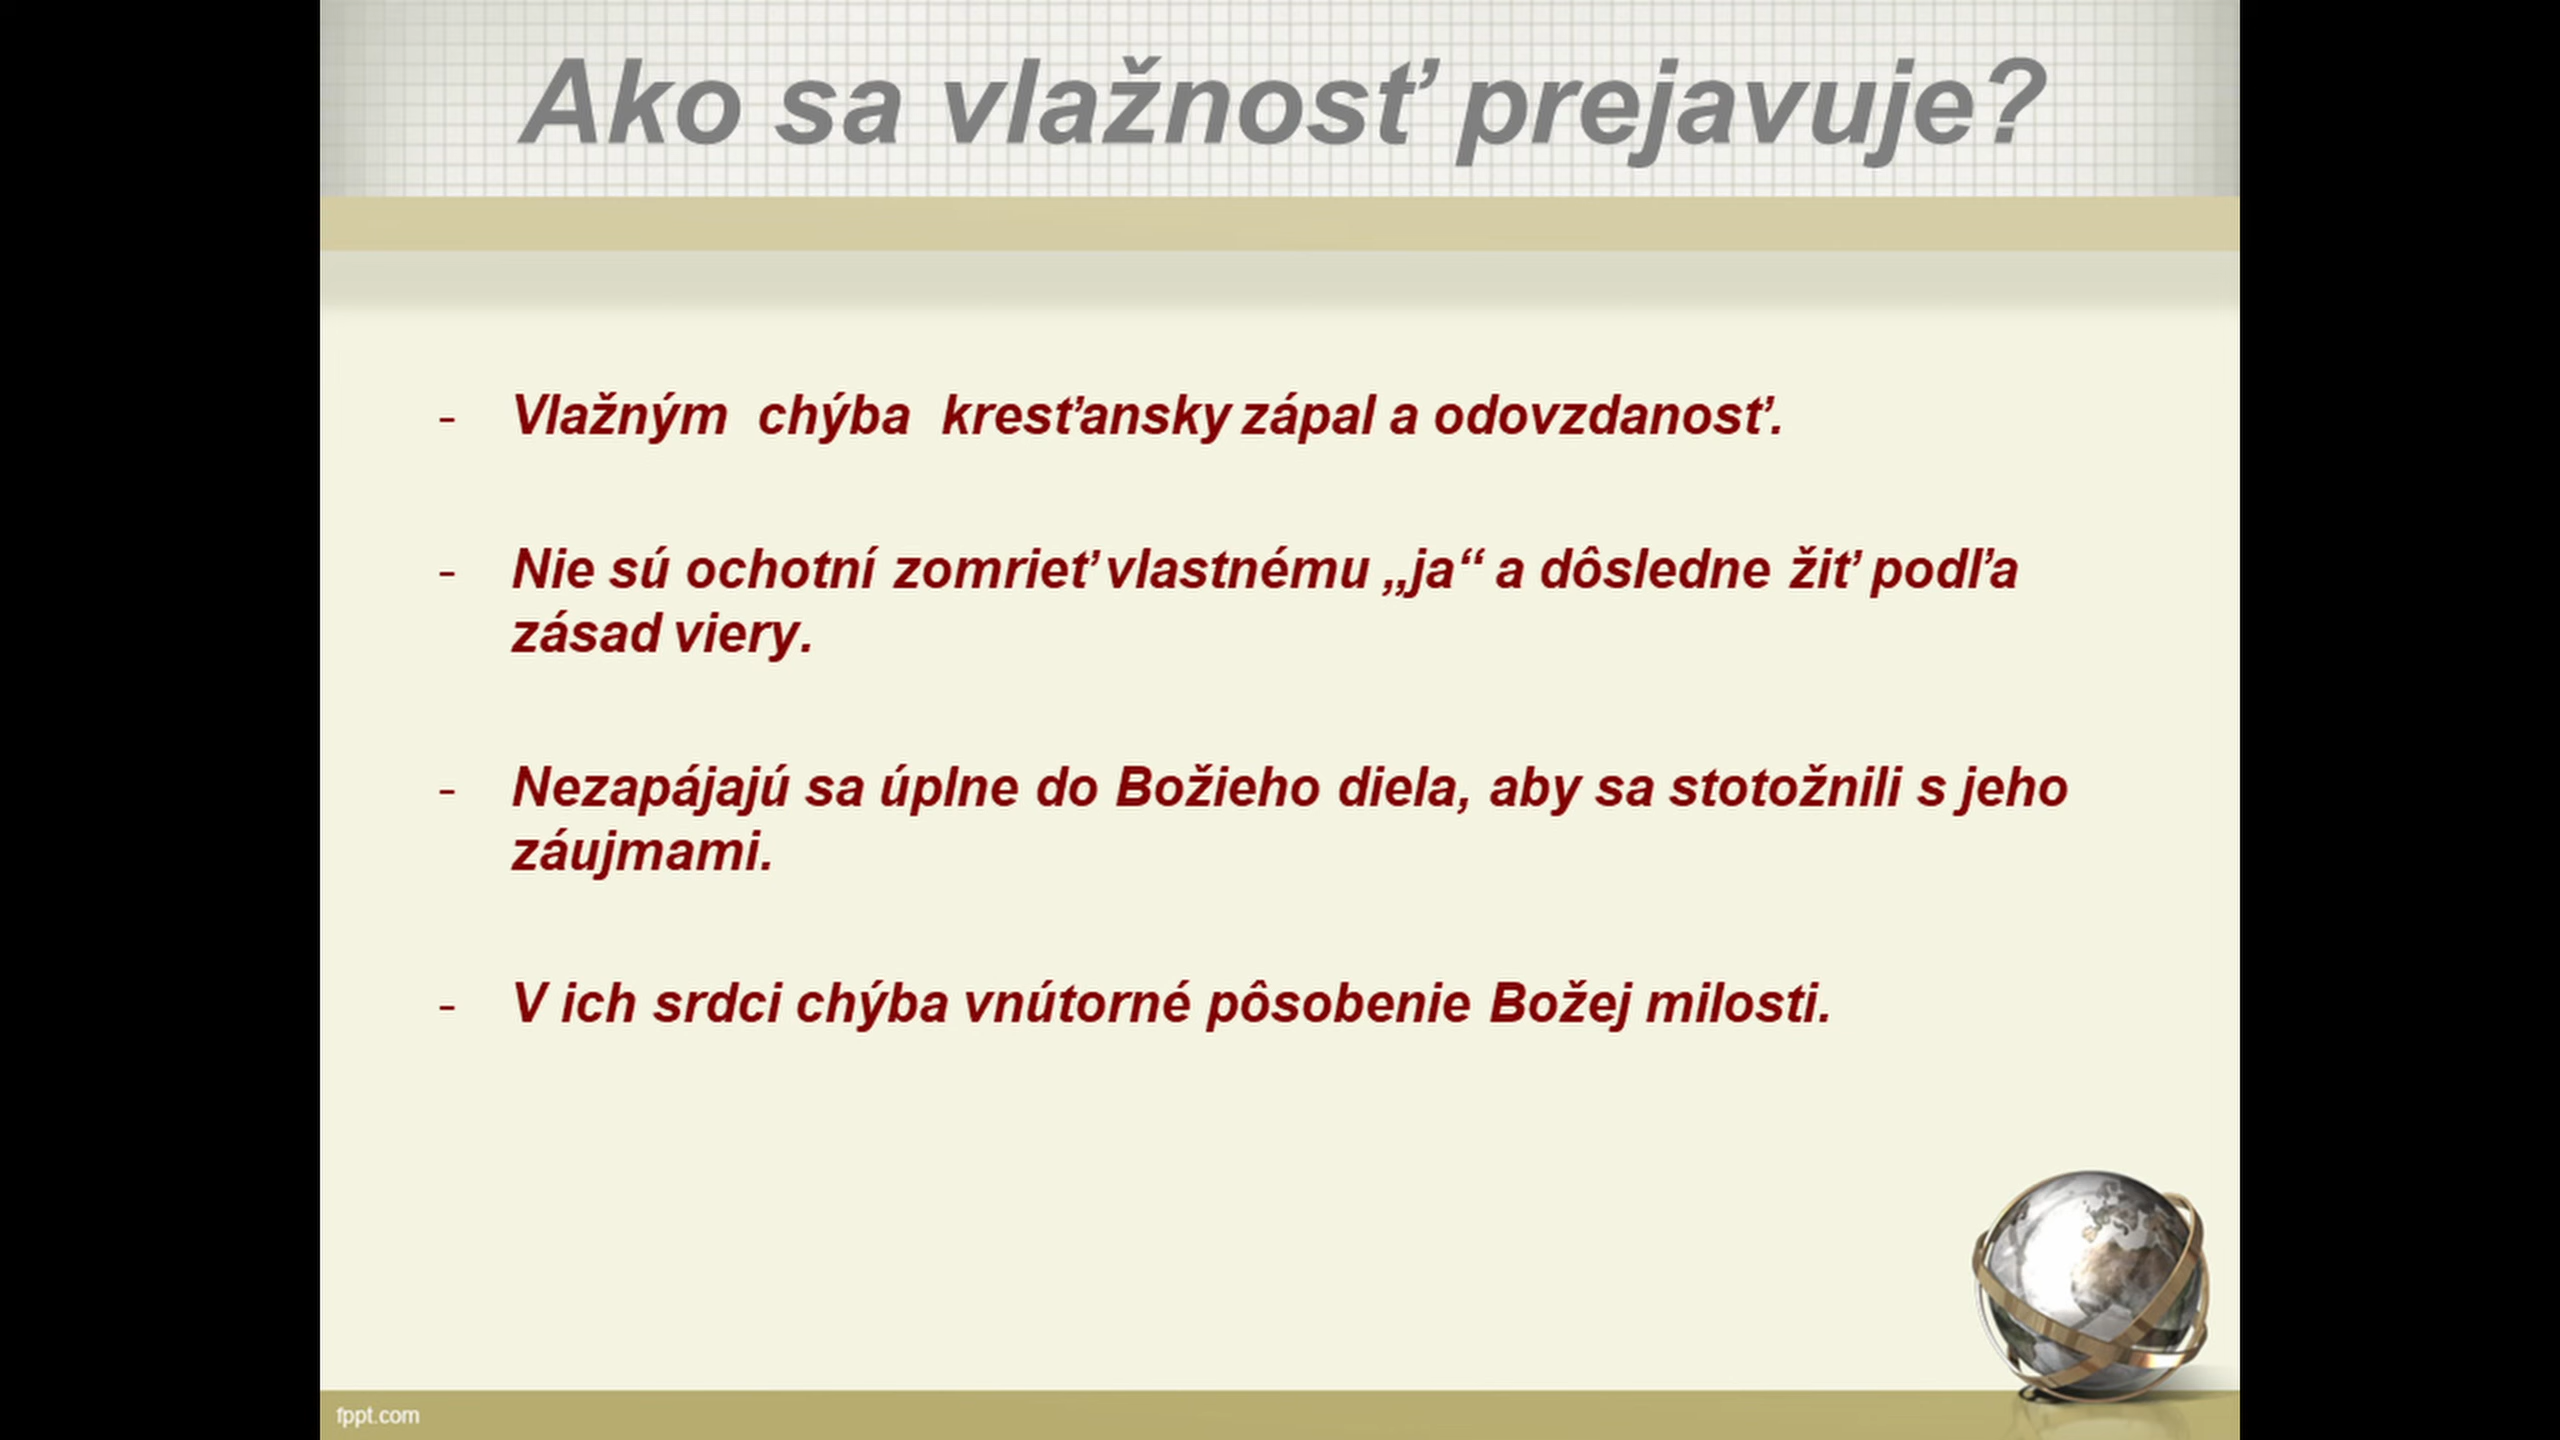 Ako sa vlažnosť prejavuje?
- Vlažným chýba kresťansky zápal a odovzdanosť.
- Nie sú ochotní zomrieť vlastnému „ja“ a dôsledne žiť podľa
zásad viery.
- Nezapájajú sa úplne do Božieho diela, aby sa stotožnili s jeho
záujmami.
- V ich srdci chýba vnútorné pôsobenie Božej milosti.
fppt.com